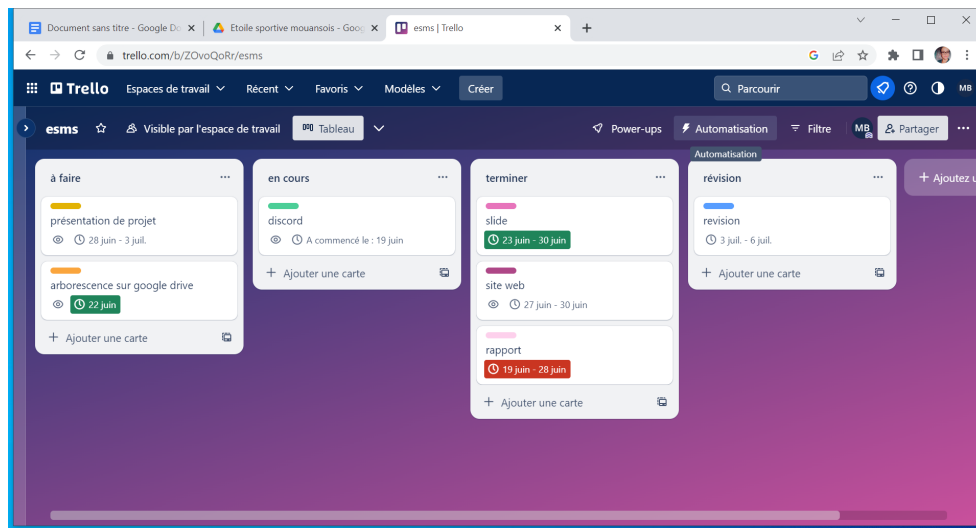 Document sans titre - Google Do
Etoile sportive mouansois - Goog
esms | Trello
trello.com/b/ZOvoQoRr/esms
Trello
Espaces de travail
Récent
Favoris
Modèles
Créer
Parcourir
MB
esms
Visible par l'espace de travail
Tableau
Power-ups
Automatisation
Filtre
MB
Partager
Automatisation
à faire
présentation de projet
28 juin - 3 juil.
arborescence sur google drive
22 juin
+ Ajouter une carte
en cours
discord
A commencé le : 19 juin
+ Ajouter une carte
terminer
slide
23 juin - 30 juin
site web
27 juin - 30 juin
rapport
19 juin - 28 juin
+ Ajouter une carte
révision
revision
3 juil. - 6 juil.
+ Ajouter une carte
+ Ajoutez u